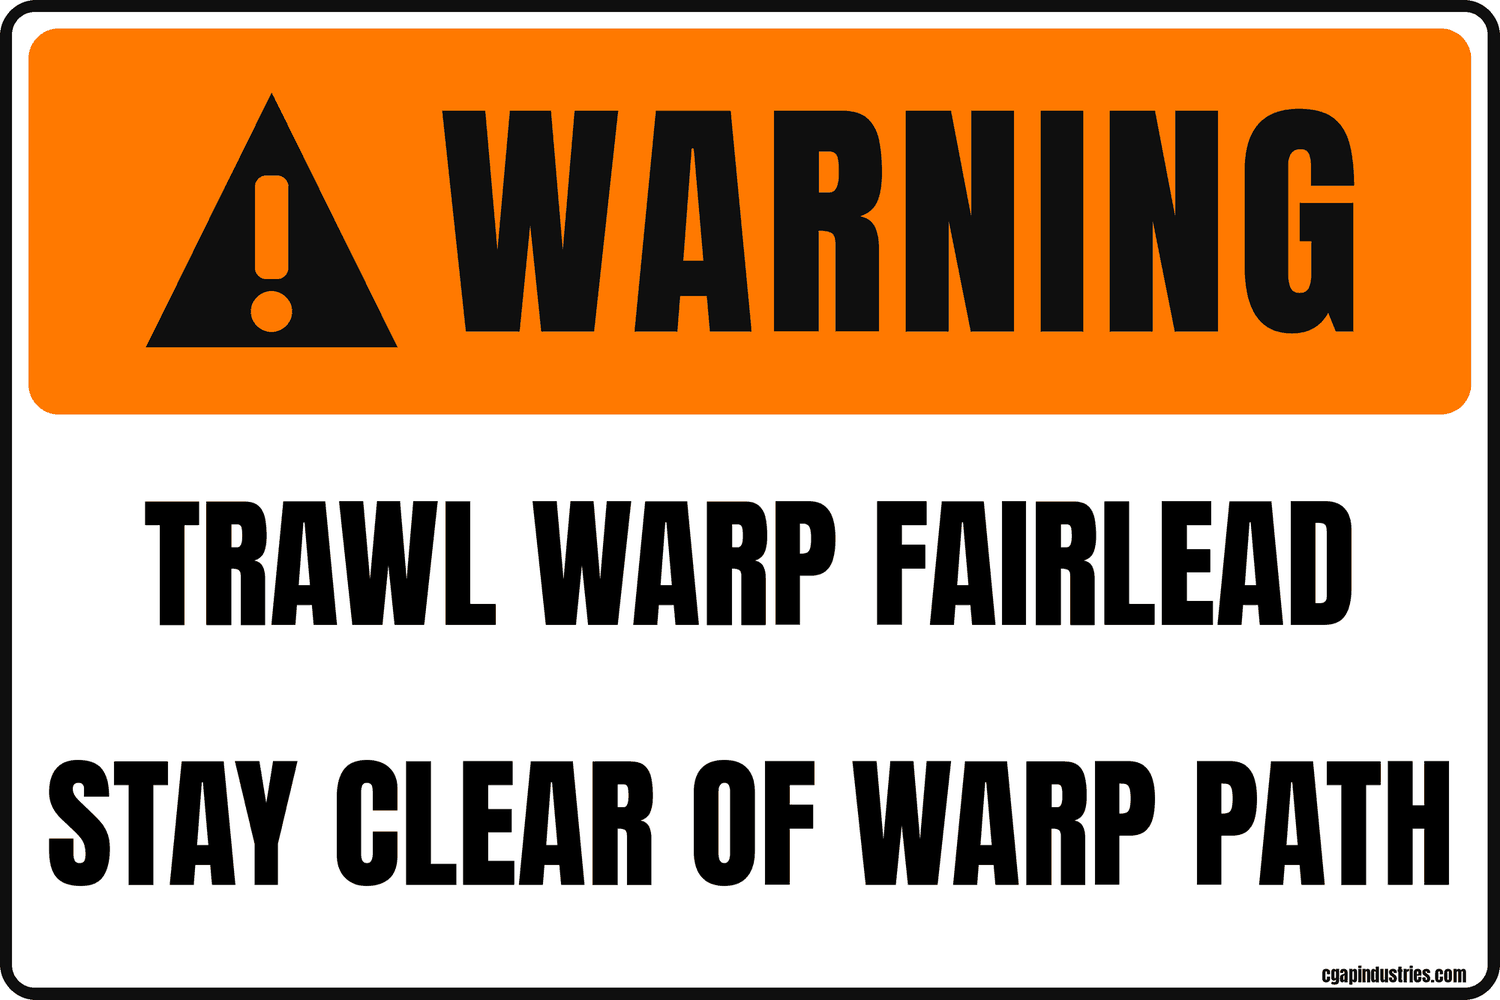 WARNING
TRAWL WARP FAIRLEAD
STAY CLEAR OF WARP PATH
cgapindustries.com